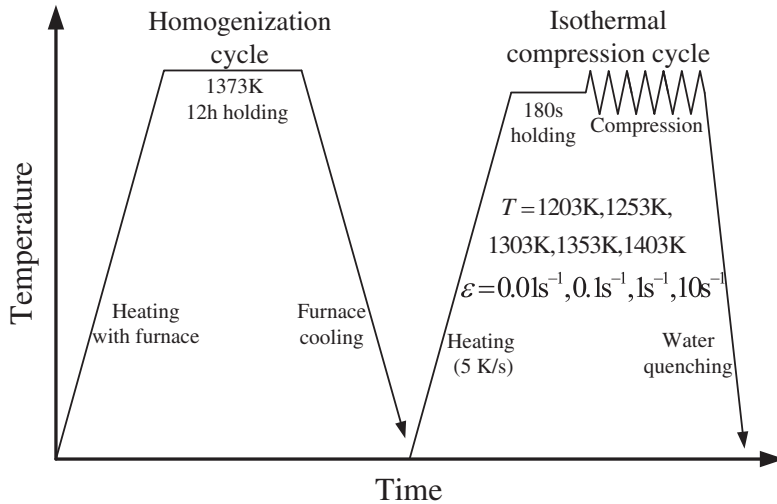 Temperature
Homogenization
cycle
1373K
12h holding
Heating
with furnace
Furnace
cooling
Isothermal
compression cycle
180s
holding
Compression
T = 1203K,1253K,
1303K,1353K,1403K
ε = 0.01s⁻¹,0.1s⁻¹,1s⁻¹,10s⁻¹
Heating
(5 K/s)
Water
quenching
Time